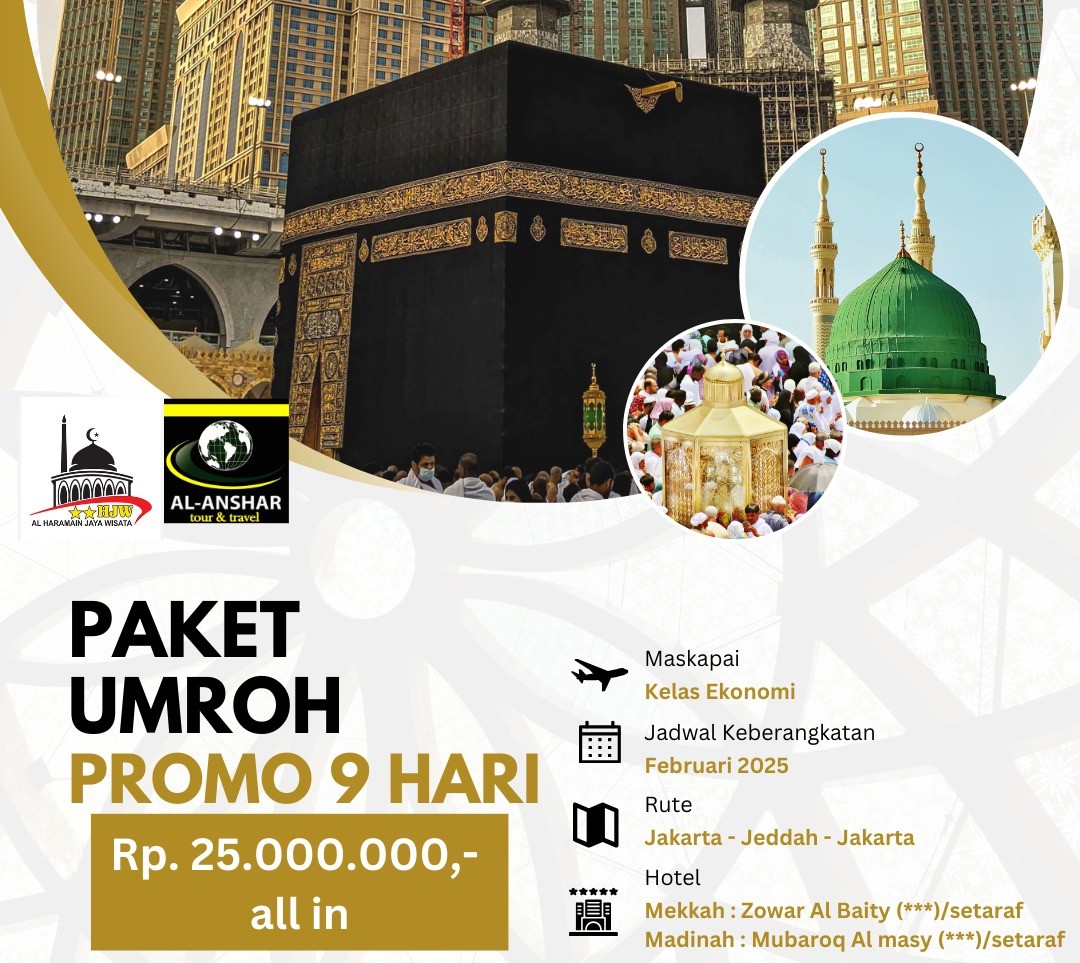 HJW
AL HARAMAIN JAYA WISATA
AL-ANSHAR
tour & travel
PAKET
UMROH
PROMO 9 HARI
Rp. 25.000.000,-
all in
Maskapai
Kelas Ekonomi
Jadwal Keberangkatan
Februari 2025
Rute
Jakarta - Jeddah - Jakarta
Hotel
Mekkah : Zowar Al Baity (***)/setaraf
Madinah : Mubaroq Al masy (***)/setaraf